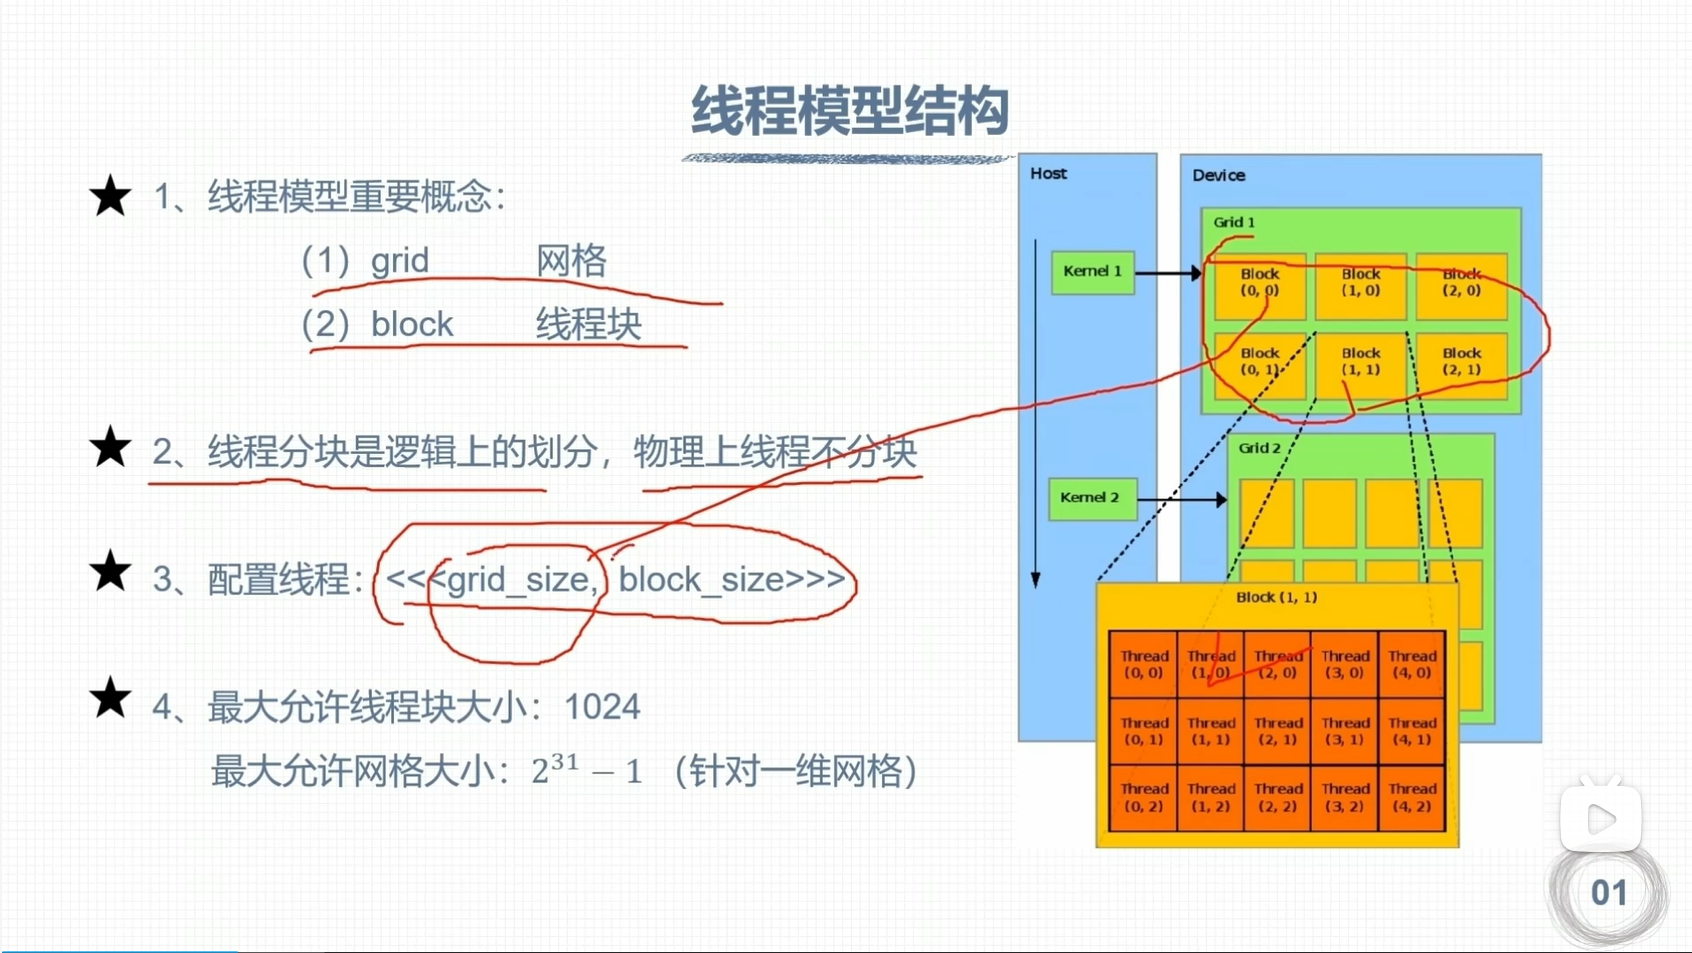 线程模型结构
1、线程模型重要概念：
（1）grid 网格
（2）block 线程块
2、线程分块是逻辑上的划分，物理上线程不分块
3、配置线程：<<<grid_size, block_size>>>
4、最大允许线程块大小：1024
最大允许网格大小：2³¹ − 1 （针对一维网格）
Host
Device
Grid 1
Kernel 1
Block (0, 0)
Block (1, 0)
Block (2, 0)
Block (0, 1)
Block (1, 1)
Block (2, 1)
Grid 2
Kernel 2
Block (1, 1)
Thread (0, 0)
Thread (1, 0)
Thread (2, 0)
Thread (3, 0)
Thread (4, 0)
Thread (0, 1)
Thread (1, 1)
Thread (2, 1)
Thread (3, 1)
Thread (4, 1)
Thread (0, 2)
Thread (1, 2)
Thread (2, 2)
Thread (3, 2)
Thread (4, 2)
01